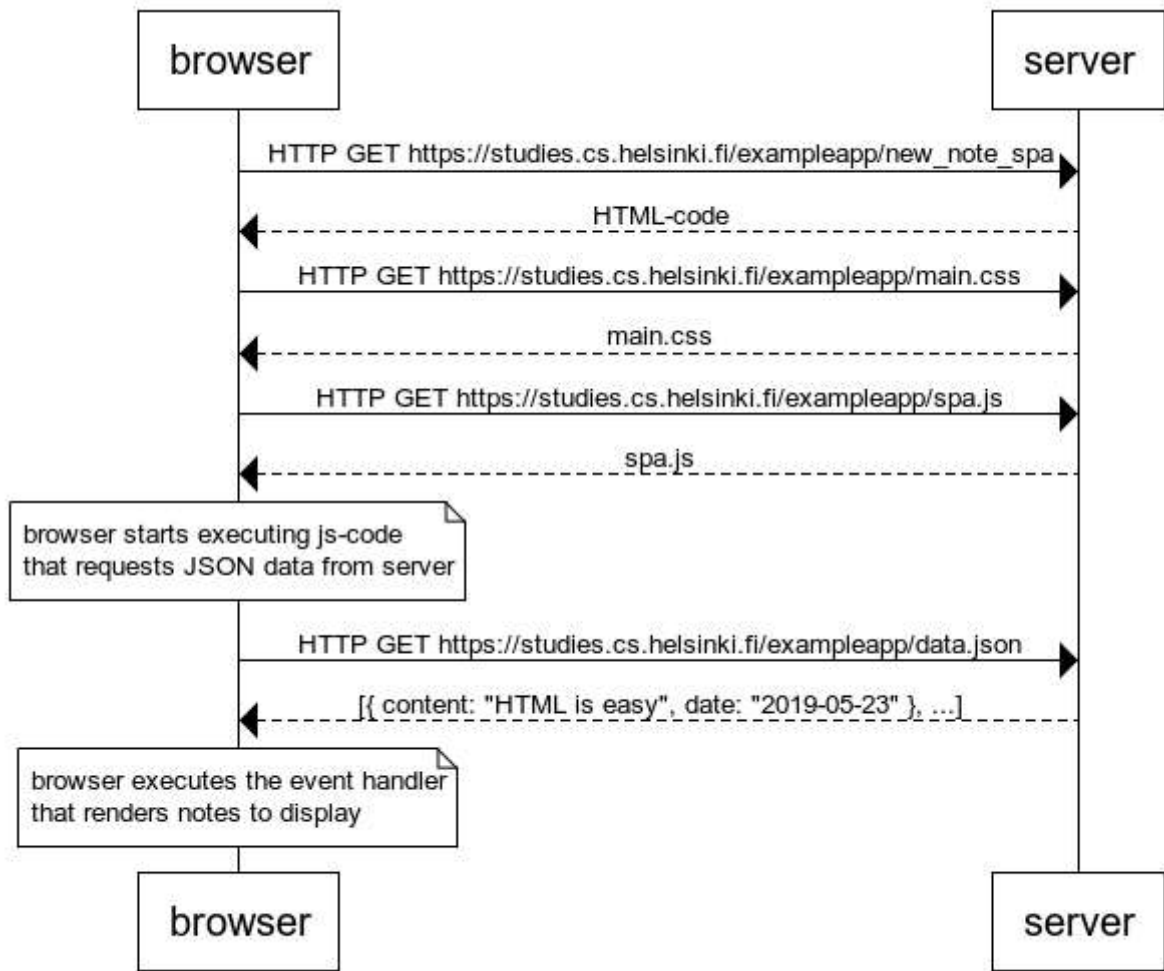 browser
server
HTTP GET https://studies.cs.helsinki.fi/exampleapp/new_note_spa
HTML-code
HTTP GET https://studies.cs.helsinki.fi/exampleapp/main.css
main.css
HTTP GET https://studies.cs.helsinki.fi/exampleapp/spa.js
spa.js
browser starts executing js-code
that requests JSON data from server
HTTP GET https://studies.cs.helsinki.fi/exampleapp/data.json
[{ content: "HTML is easy", date: "2019-05-23" }, ...]
browser executes the event handler
that renders notes to display
browser
server